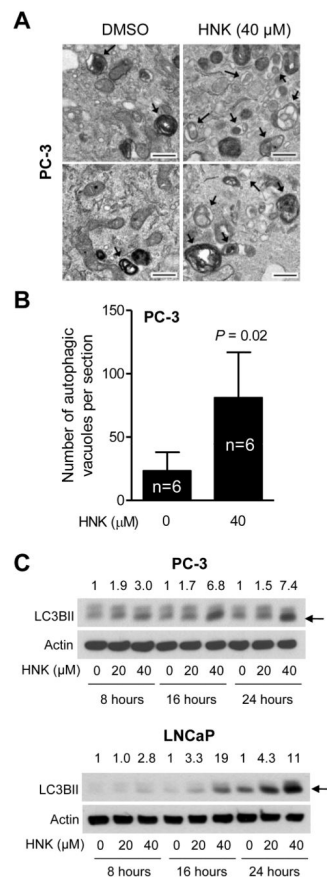 A
DMSO HNK (40 μM)
PC-3
B
150
100
50
0
Number of autophagic
vacuoles per section
PC-3
P = 0.02
n=6
n=6
HNK (μM) 0 40
C
PC-3
1 1.9 3.0 1 1.7 6.8 1 1.5 7.4
LC3BII
Actin
HNK (μM) 0 20 40 0 20 40 0 20 40
8 hours 16 hours 24 hours
LNCaP
1 1.0 2.8 1 3.3 19 1 4.3 11
LC3BII
Actin
HNK (μM) 0 20 40 0 20 40 0 20 40
8 hours 16 hours 24 hours